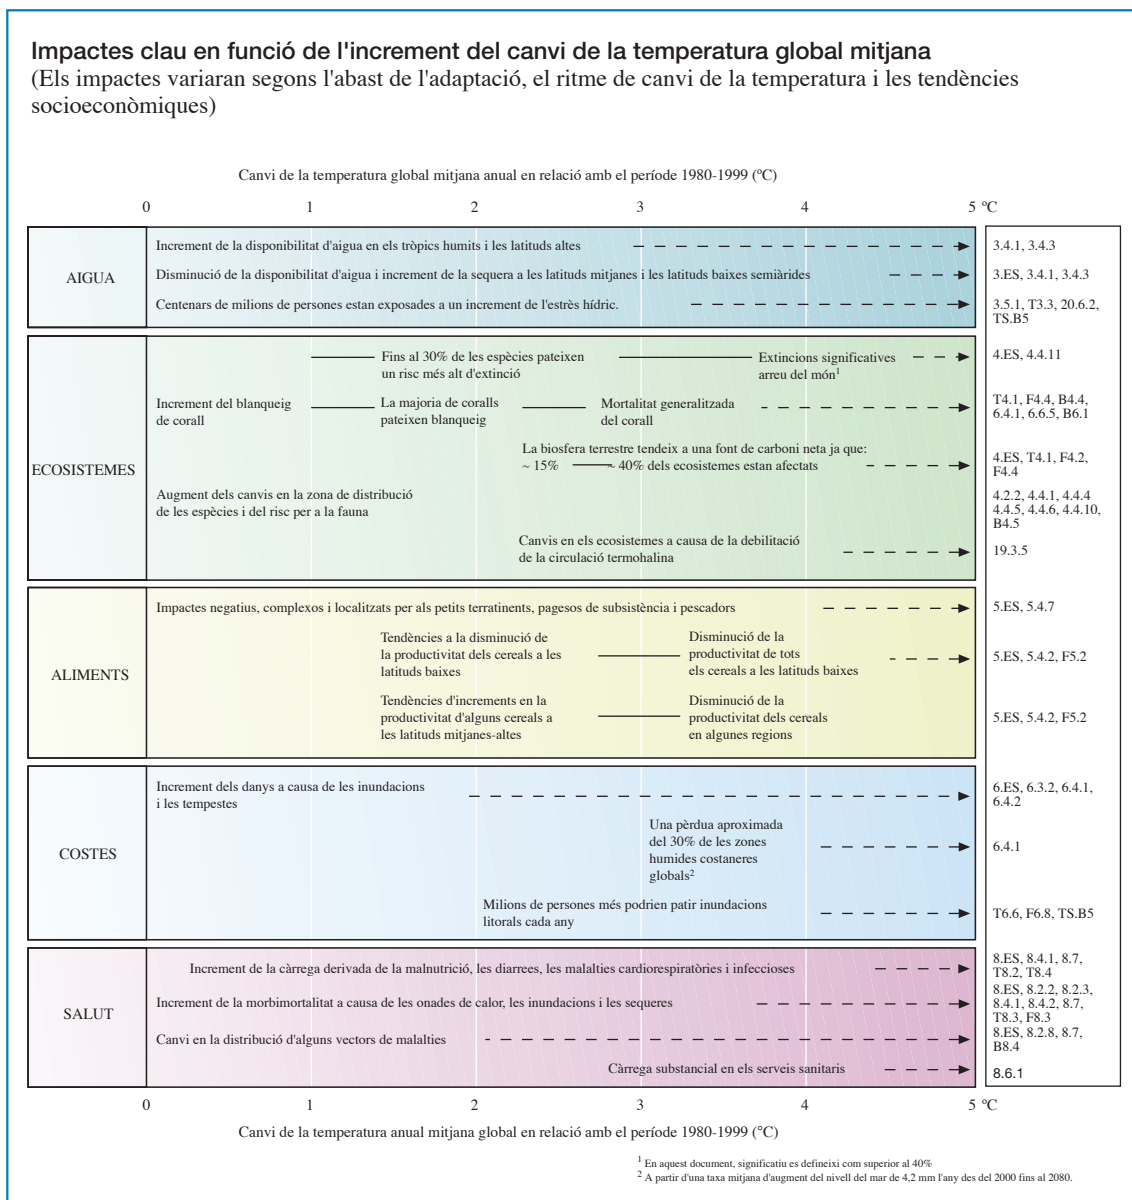 Impactes clau en funció de l'increment del canvi de la temperatura global mitjana
(Els impactes variaran segons l'abast de l'adaptació, el ritme de canvi de la temperatura i les tendències
socioeconòmiques)
Canvi de la temperatura global mitjana anual en relació amb el període 1980-1999 (ºC)
0 1 2 3 4 5 ºC
AIGUA
Increment de la disponibilitat d'aigua en els tròpics humits i les latituds altes
3.4.1, 3.4.3
Disminució de la disponibilitat d'aigua i increment de la sequera a les latituds mitjanes i les latituds baixes semiàrides
3.ES, 3.4.1, 3.4.3
Centenars de milions de persones estan exposades a un increment de l'estrès hídric.
3.5.1, T3.3, 20.6.2,
TS.B5
ECOSISTEMES
Fins al 30% de les espècies pateixen
un risc més alt d'extinció
Extincions significatives
arreu del món1
4.ES, 4.4.11
Increment del blanqueig
de corall
La majoria de coralls
pateixen blanqueig
Mortalitat generalitzada
del corall
T4.1, F4.4, B4.4,
6.4.1, 6.6.5, B6.1
La biosfera terrestre tendeix a una font de carboni neta ja que:
~ 15% ~ 40% dels ecosistemes estan afectats
4.ES, T4.1, F4.2,
F4.4
Augment dels canvis en la zona de distribució
de les espècies i del risc per a la fauna
4.2.2, 4.4.1, 4.4.4
4.4.5, 4.4.6, 4.4.10,
B4.5
Canvis en els ecosistemes a causa de la debilitació
de la circulació termohalina
19.3.5
ALIMENTS
Impactes negatius, complexos i localitzats per als petits terratinents, pagesos de subsistència i pescadors
5.ES, 5.4.7
Tendències a la disminució de
la productivitat dels cereals a les
latituds baixes
Disminució de la
productivitat de tots
els cereals a les latituds baixes
5.ES, 5.4.2, F5.2
Tendències d'increments en la
productivitat d'alguns cereals a
les latituds mitjanes-altes
Disminució de la
productivitat dels cereals
en algunes regions
5.ES, 5.4.2, F5.2
COSTES
Increment dels danys a causa de les inundacions
i les tempestes
6.ES, 6.3.2, 6.4.1,
6.4.2
Una pèrdua aproximada
del 30% de les zones
humides costaneres
globals2
6.4.1
Milions de persones més podrien patir inundacions
litorals cada any
T6.6, F6.8, TS.B5
SALUT
Increment de la càrrega derivada de la malnutrició, les diarrees, les malalties cardiorespiratòries i infeccioses
8.ES, 8.4.1, 8.7,
T8.2, T8.4
Increment de la morbimortalitat a causa de les onades de calor, les inundacions i les sequeres
8.ES, 8.2.2, 8.2.3,
8.4.1, 8.4.2, 8.7,
T8.3, F8.3
Canvi en la distribució d'alguns vectors de malalties
8.ES, 8.2.8, 8.7,
B8.4
Càrrega substancial en els serveis sanitaris
8.6.1
0 1 2 3 4 5 ºC
Canvi de la temperatura anual mitjana global en relació amb el període 1980-1999 (°C)
1 En aquest document, significatiu es defineixi com superior al 40%
2 A partir d'una taxa mitjana d'augment del nivell del mar de 4,2 mm l'any des del 2000 fins al 2080.